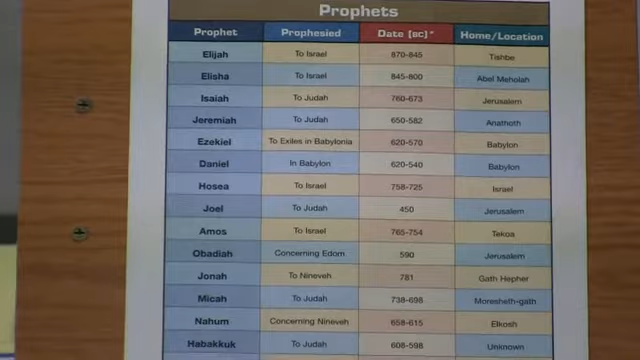 Prophets
Prophet Prophesied Date [BC]* Home/Location
Elijah To Israel 870-845 Tishbe
Elisha To Israel 845-800 Abel Meholah
Isaiah To Judah 760-673 Jerusalem
Jeremiah To Judah 650-582 Anathoth
Ezekiel To Exiles in Babylonia 620-570 Babylon
Daniel In Babylon 620-540 Babylon
Hosea To Israel 758-725 Israel
Joel To Judah 450 Jerusalem
Amos To Israel 765-754 Tekoa
Obadiah Concerning Edom 590 Jerusalem
Jonah To Nineveh 781 Gath Hepher
Micah To Judah 738-698 Moresheth-gath
Nahum Concerning Nineveh 658-615 Elkosh
Habakkuk To Judah 608-598 Unknown